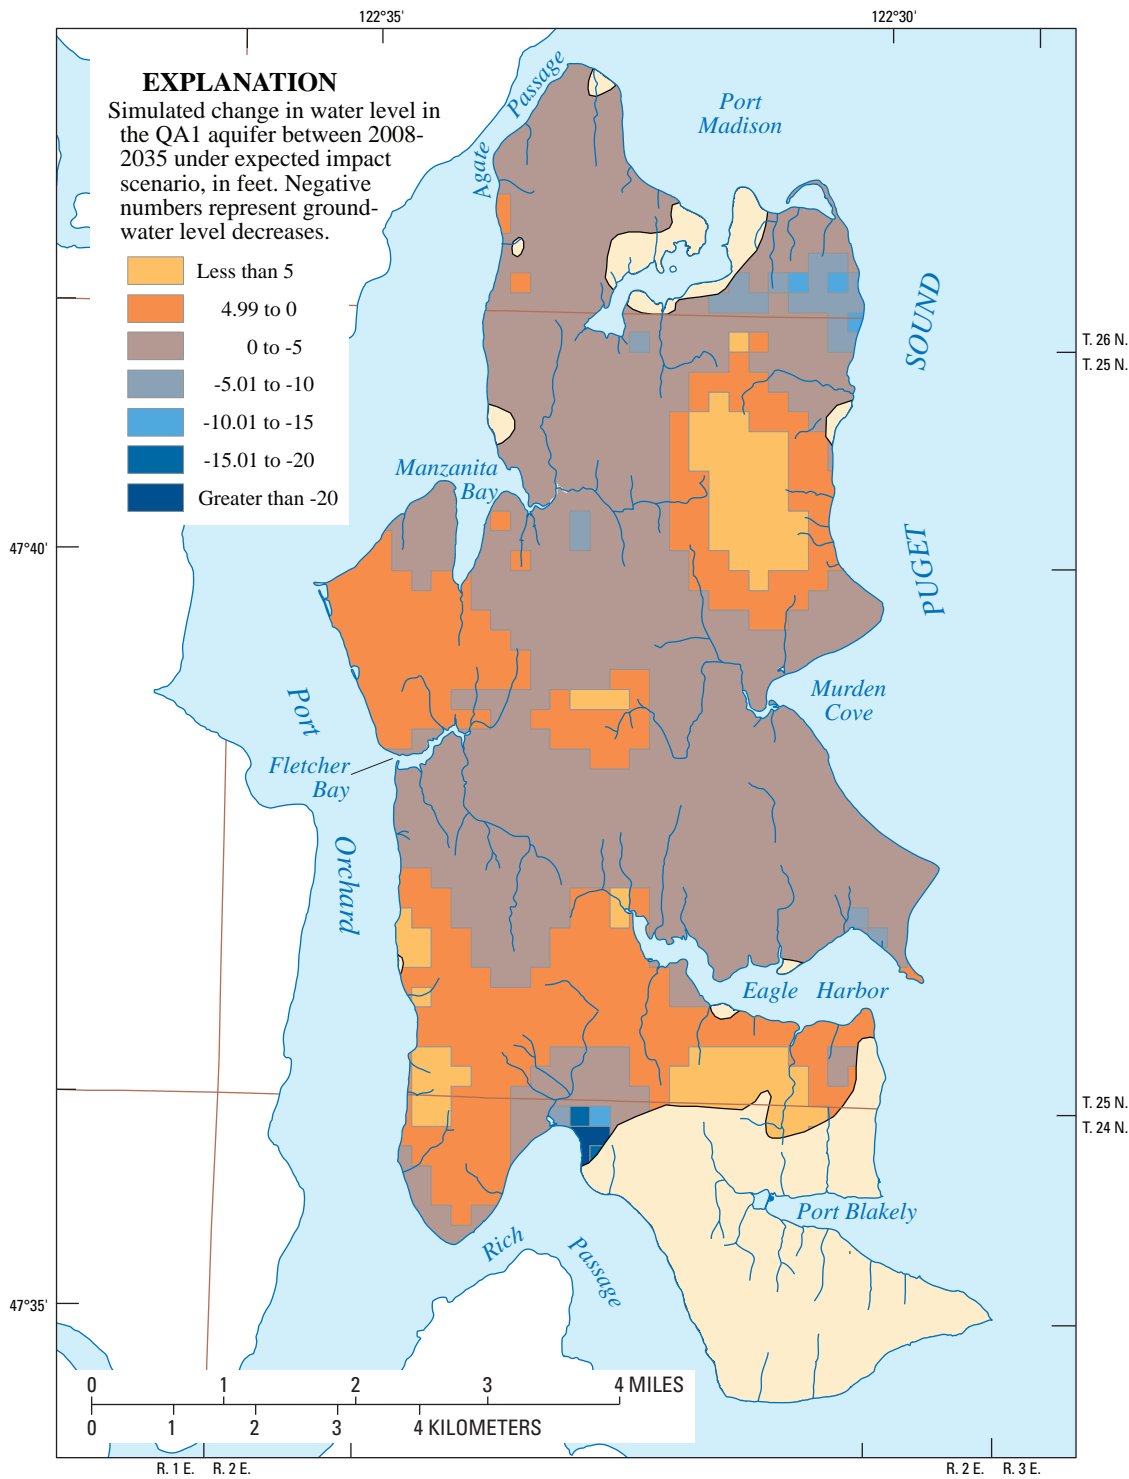 122°35'
122°30'
EXPLANATION
Simulated change in water level in
the QA1 aquifer between 2008-
2035 under expected impact
scenario, in feet. Negative
numbers represent ground-
water level decreases.
Less than 5
4.99 to 0
0 to -5
-5.01 to -10
-10.01 to -15
-15.01 to -20
Greater than -20
Agate
Passage
Port
Madison
SOUND
T. 26 N.
T. 25 N.
Manzanita
Bay
47°40'
PUGET
Murden
Cove
Port
Fletcher
Bay
Orchard
Eagle Harbor
T. 25 N.
T. 24 N.
Port Blakely
Rich
Passage
47°35'
0 1 2 3 4 MILES
0 1 2 3 4 KILOMETERS
R. 1 E. R. 2 E.
R. 2 E. R. 3 E.